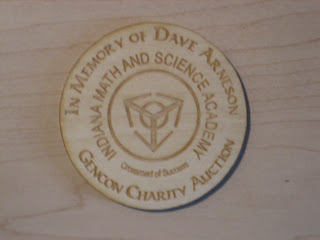 In Memory of Dave Arneson
INDIANA MATH AND SCIENCE ACADEMY
Crossroad of Success
Gencon Charity Auction